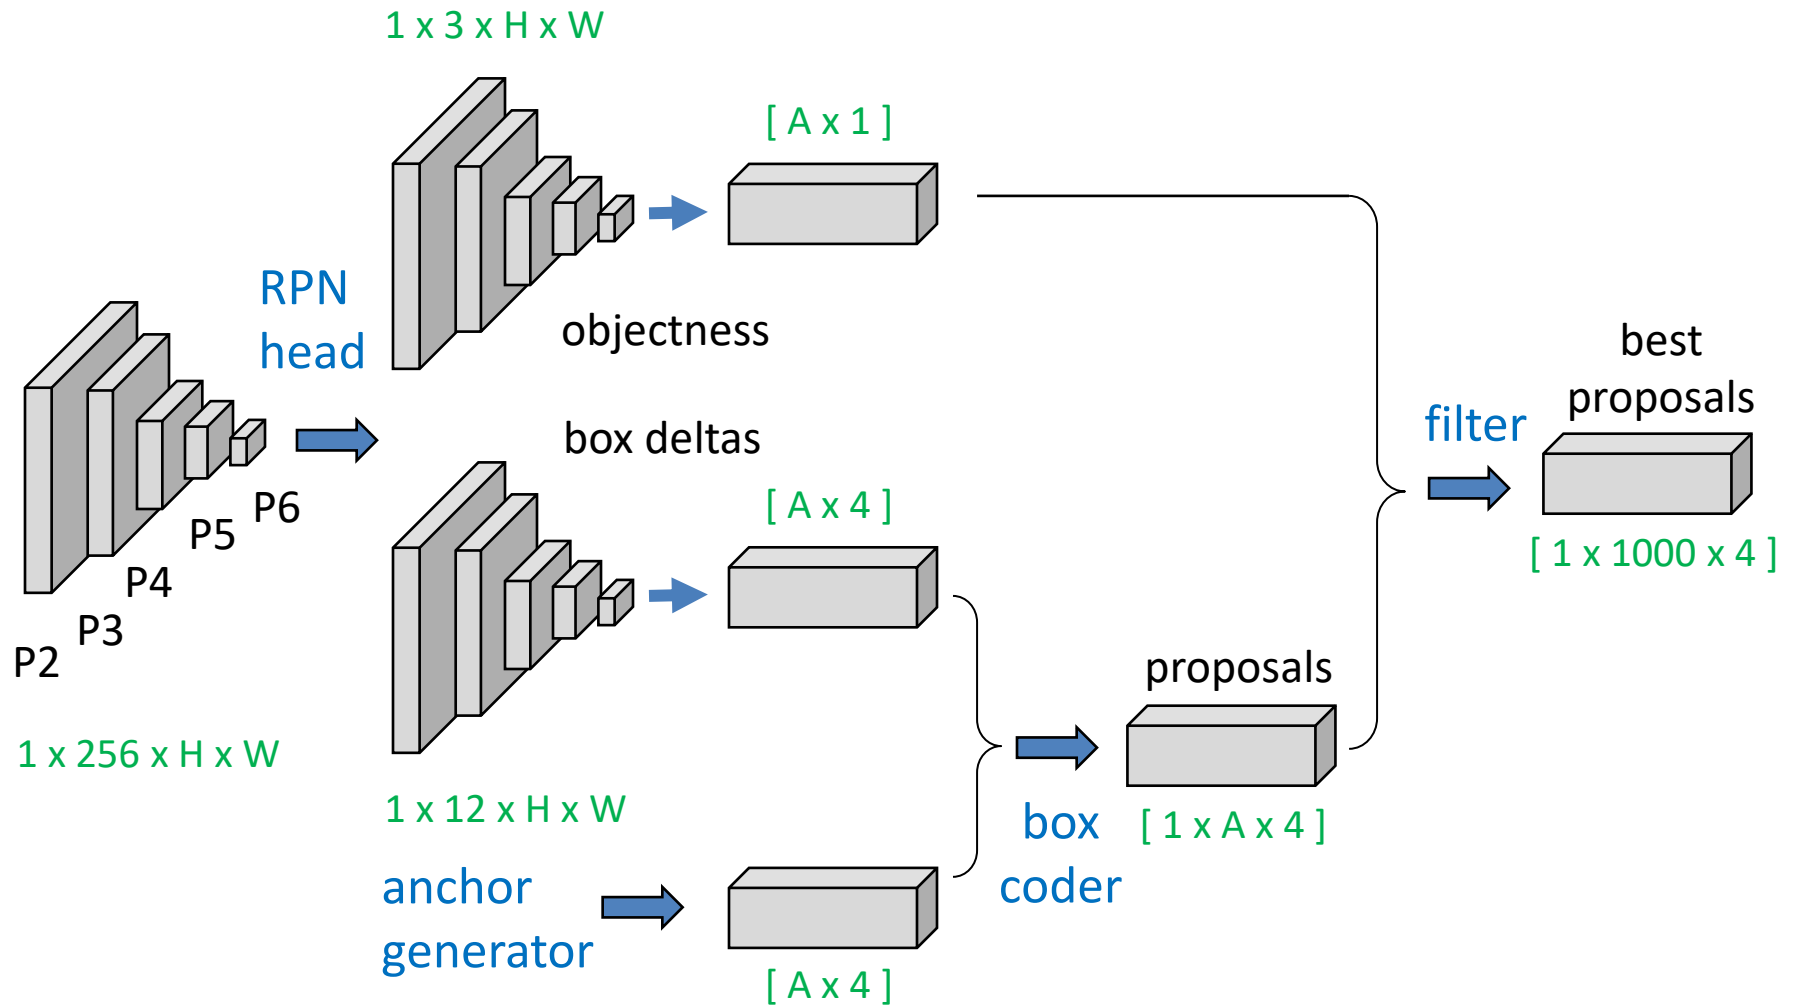 1 x 3 x H x W
[ A x 1 ]
RPN
head
objectness
best
proposals
filter
box deltas
[ A x 4 ]
[ 1 x 1000 x 4 ]
P6
P5
P4
P3
P2
proposals
1 x 256 x H x W
1 x 12 x H x W
box
coder
[ 1 x A x 4 ]
anchor
generator
[ A x 4 ]